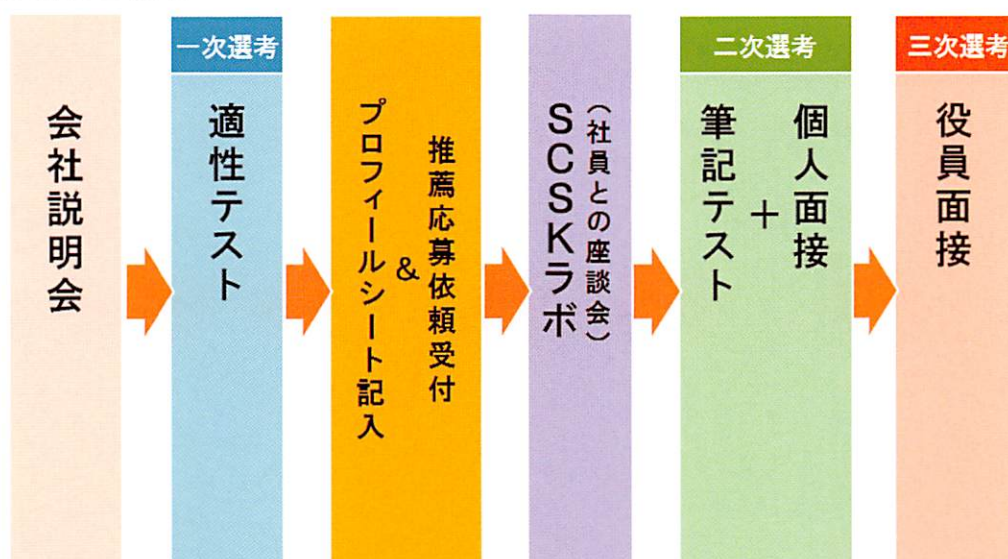 会社説明会
一次選考
適性テスト
推薦応募依頼受付
&
プロフィールシート記入
(社員との座談会)
SCSKラボ
二次選考
個人面接
+
筆記テスト
三次選考
役員面接